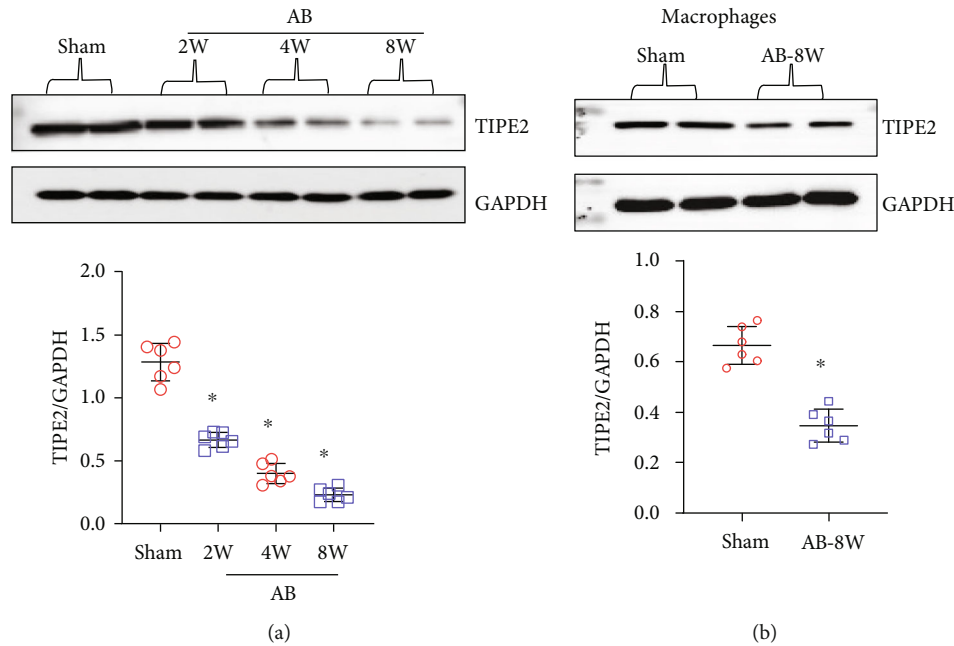 AB
Sham 2W 4W 8W
TIPE2
GAPDH
2.0
1.5
1.0
0.5
0.0
TIPE2/GAPDH
*
*
*
Sham 2W 4W 8W
AB
(a)
Macrophages
Sham AB-8W
TIPE2
GAPDH
1.0
0.8
0.6
0.4
0.2
0.0
TIPE2/GAPDH
*
Sham AB-8W
(b)